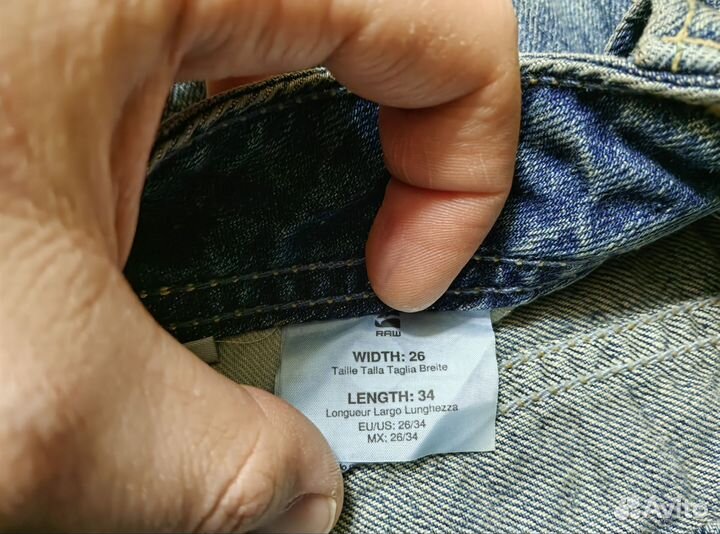 RAW
WIDTH: 26
Taille Talla Taglia Breite
LENGTH: 34
Longueur Largo Lunghezza
EU/US: 26/34
MX: 26/34
Avito